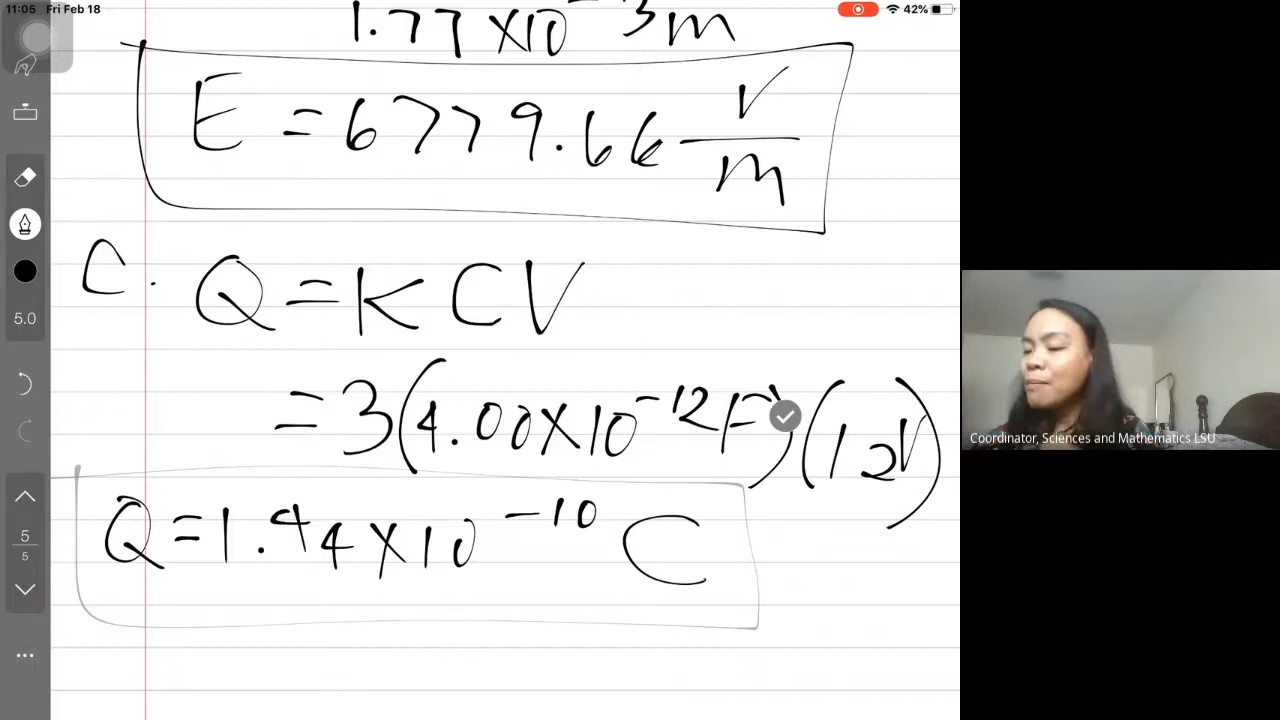 11:05 Fri Feb 18
42%
1.77 X10⁻³m
E = 6779.66 V/m
C. Q = K C V
= 3(4.00X10⁻¹²F)(12V)
Q = 1.44 X10⁻¹⁰ C
5.0
5
5
Coordinator, Sciences and Mathematics LSU